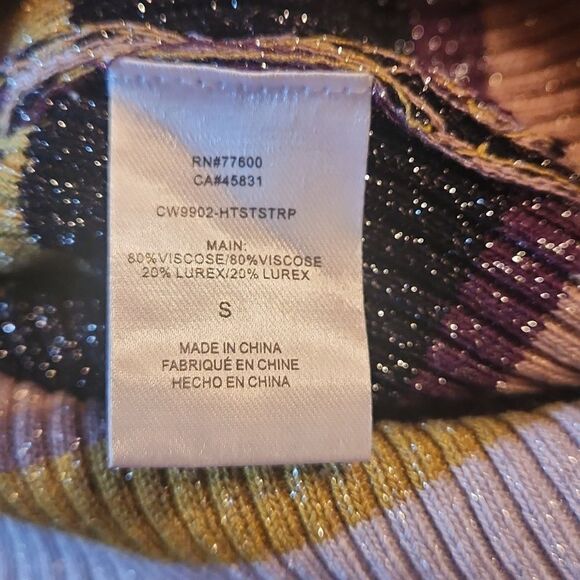 RN#77600
CA#45831
CW9902-HTSTSTRP
MAIN:
80%VISCOSE/80%VISCOSE
20% LUREX/20% LUREX
S
MADE IN CHINA
FABRIQUÉ EN CHINE
HECHO EN CHINA